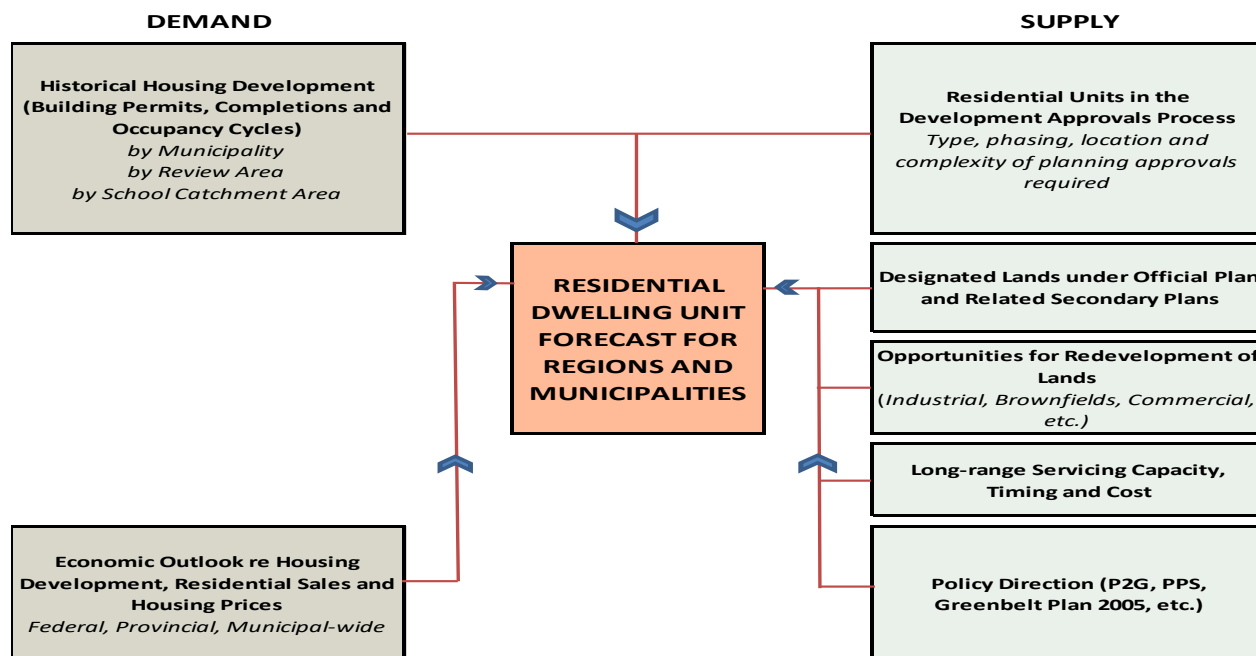 DEMAND
SUPPLY
Historical Housing Development
(Building Permits, Completions and
Occupancy Cycles)
by Municipality
by Review Area
by School Catchment Area
Residential Units in the
Development Approvals Process
Type, phasing, location and
complexity of planning approvals
required
RESIDENTIAL
DWELLING UNIT
FORECAST FOR
REGIONS AND
MUNICIPALITIES
Designated Lands under Official Plan
and Related Secondary Plans
Opportunities for Redevelopment of
Lands
(Industrial, Brownfields, Commercial,
etc.)
Long-range Servicing Capacity,
Timing and Cost
Economic Outlook re Housing
Development, Residential Sales and
Housing Prices
Federal, Provincial, Municipal-wide
Policy Direction (P2G, PPS,
Greenbelt Plan 2005, etc.)